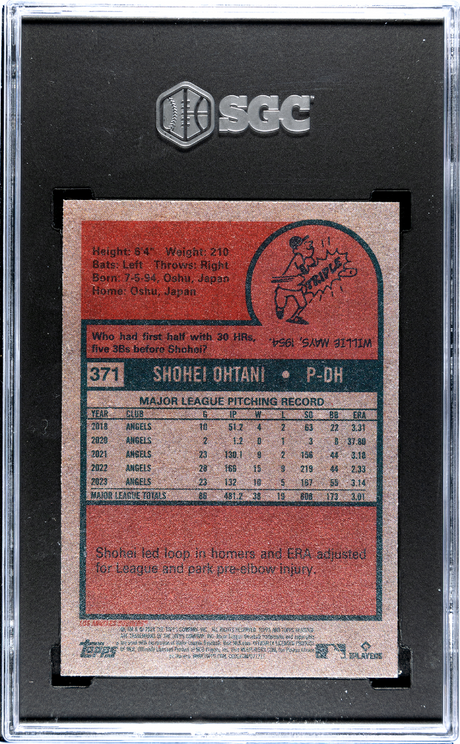 SGC
Height: 6'4" Weight: 210
Bats: Left Throws: Right
Born: 7-5-94, Oshu, Japan
Home: Oshu, Japan
TRIPLE
WILLIE MAYS, 1954
Who had first half with 30 HRs,
five 3Bs before Shohei?
371 SHOHEI OHTANI • P-DH
MAJOR LEAGUE PITCHING RECORD
YEAR CLUB G IP W L SO BB ERA
2018 ANGELS 10 51.2 4 2 63 22 3.31
2020 ANGELS 2 1.2 0 1 3 8 37.80
2021 ANGELS 23 130.1 9 2 156 44 3.18
2022 ANGELS 28 166 15 9 219 44 2.33
2023 ANGELS 23 132 10 5 167 55 3.14
MAJOR LEAGUE TOTALS 86 481.2 38 19 608 173 3.01
Shohei led loop in homers and ERA adjusted
for League and park pre-elbow injury.
LOS ANGELES DODGERS
topps
PLAYERS